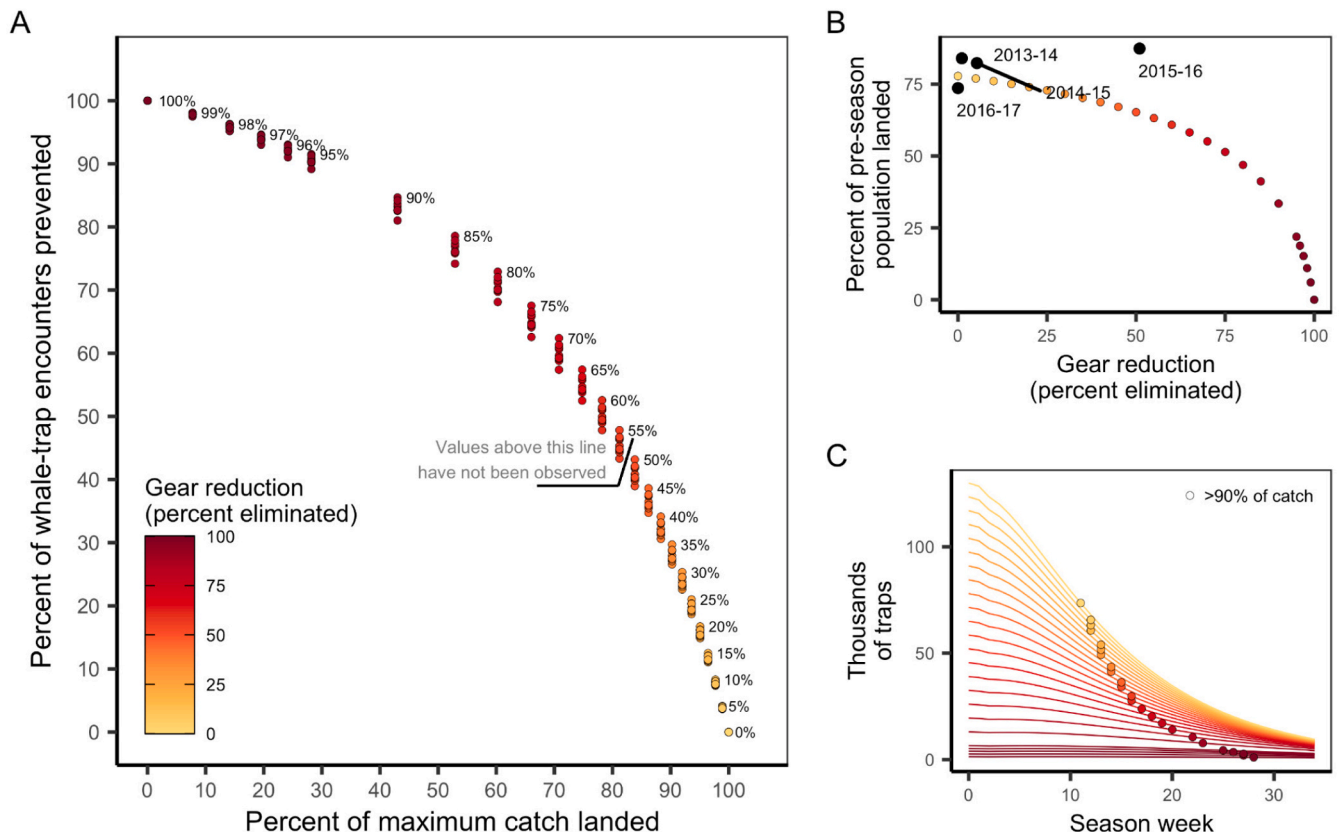 A
Percent of whale-trap encounters prevented
100
90
80
70
60
50
40
30
20
10
0
100%
99%
98%
97%
96%
95%
90%
85%
80%
75%
70%
65%
60%
55%
50%
45%
40%
35%
30%
25%
20%
15%
10%
5%
0%
Values above this line
have not been observed
Gear reduction
(percent eliminated)
100
75
50
25
0
0 10 20 30 40 50 60 70 80 90 100
Percent of maximum catch landed
B
Percent of pre-season
population landed
75
50
25
0
2013-14
2014-15
2015-16
2016-17
0 25 50 75 100
Gear reduction
(percent eliminated)
C
Thousands
of traps
100
50
0
>90% of catch
0 10 20 30
Season week